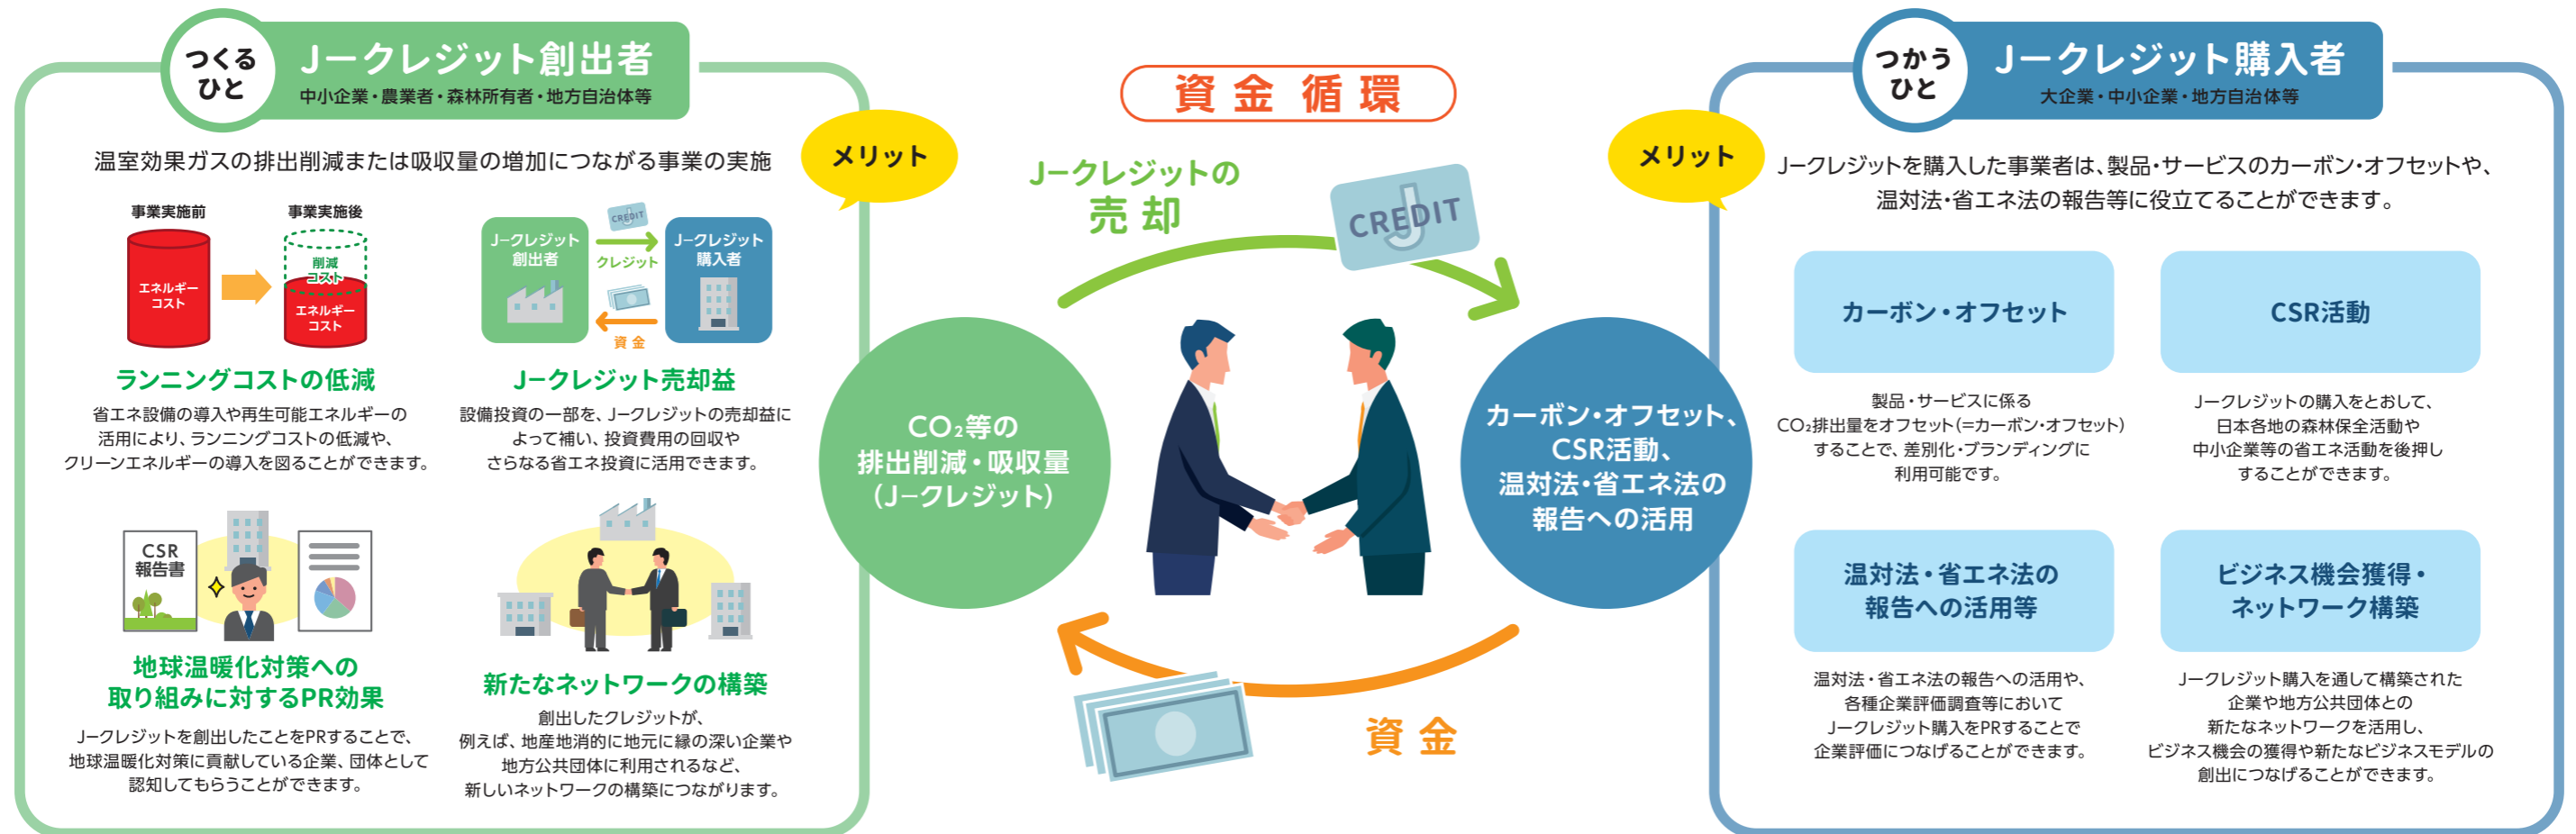 つくる
ひと
J－クレジット創出者
中小企業・農業者・森林所有者・地方自治体等
温室効果ガスの排出削減または吸収量の増加につながる事業の実施
メリット
事業実施前
事業実施後
エネルギー
コスト
削減
コスト
エネルギー
コスト
ランニングコストの低減
省エネ設備の導入や再生可能エネルギーの
活用により、ランニングコストの低減や、
クリーンエネルギーの導入を図ることができます。
J－クレジット
創出者
CREDIT
クレジット
資金
J－クレジット
購入者
J－クレジット売却益
設備投資の一部を、J－クレジットの売却益に
よって補い、投資費用の回収や
さらなる省エネ投資に活用できます。
CSR
報告書
地球温暖化対策への
取り組みに対するPR効果
J－クレジットを創出したことをPRすることで、
地球温暖化対策に貢献している企業、団体として
認知してもらうことができます。
新たなネットワークの構築
創出したクレジットが、
例えば、地産地消的に地元に縁の深い企業や
地方公共団体に利用されるなど、
新しいネットワークの構築につながります。
CO₂等の
排出削減・吸収量
（J－クレジット）
資金 循環
J－クレジットの
売却
J CREDIT
資金
カーボン・オフセット、
CSR活動、
温対法・省エネ法の
報告への活用
つかう
ひと
J－クレジット購入者
大企業・中小企業・地方自治体等
メリット
J－クレジットを購入した事業者は、製品・サービスのカーボン・オフセットや、
温対法・省エネ法の報告等に役立てることができます。
カーボン・オフセット
製品・サービスに係る
CO₂排出量をオフセット（=カーボン・オフセット）
することで、差別化・ブランディングに
利用可能です。
CSR活動
J－クレジットの購入をとおして、
日本各地の森林保全活動や
中小企業等の省エネ活動を後押し
することができます。
温対法・省エネ法の
報告への活用等
温対法・省エネ法の報告への活用や、
各種企業評価調査等において
J－クレジット購入をPRすることで
企業評価につなげることができます。
ビジネス機会獲得・
ネットワーク構築
J－クレジット購入を通して構築された
企業や地方公共団体との
新たなネットワークを活用し、
ビジネス機会の獲得や新たなビジネスモデルの
創出につなげることができます。